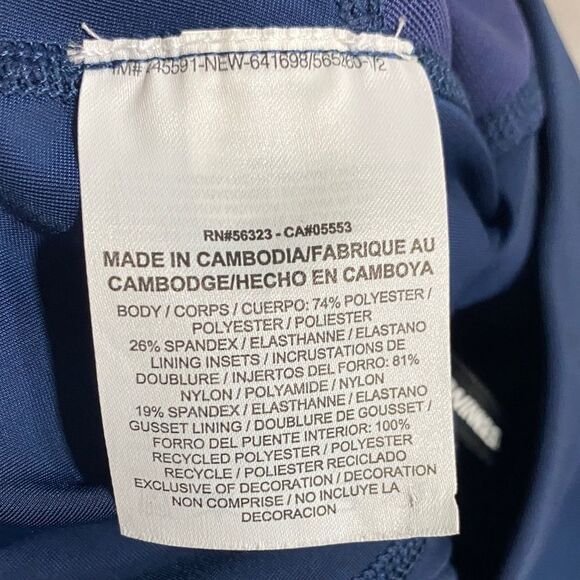 RN#56323 - CA#05553
MADE IN CAMBODIA/FABRIQUE AU
CAMBODGE/HECHO EN CAMBOYA
BODY / CORPS / CUERPO: 74% POLYESTER /
POLYESTER / POLIESTER
26% SPANDEX / ELASTHANNE / ELASTANO
LINING INSETS / INCRUSTATIONS DE
DOUBLURE / INJERTOS DEL FORRO: 81%
NYLON / POLYAMIDE / NYLON
19% SPANDEX / ELASTHANNE / ELASTANO
GUSSET LINING / DOUBLURE DE GOUSSET /
FORRO DEL PUENTE INTERIOR: 100%
RECYCLED POLYESTER / POLYESTER
RECYCLE / POLIESTER RECICLADO
EXCLUSIVE OF DECORATION / DECORATION
NON COMPRISE / NO INCLUYE LA
DECORACION